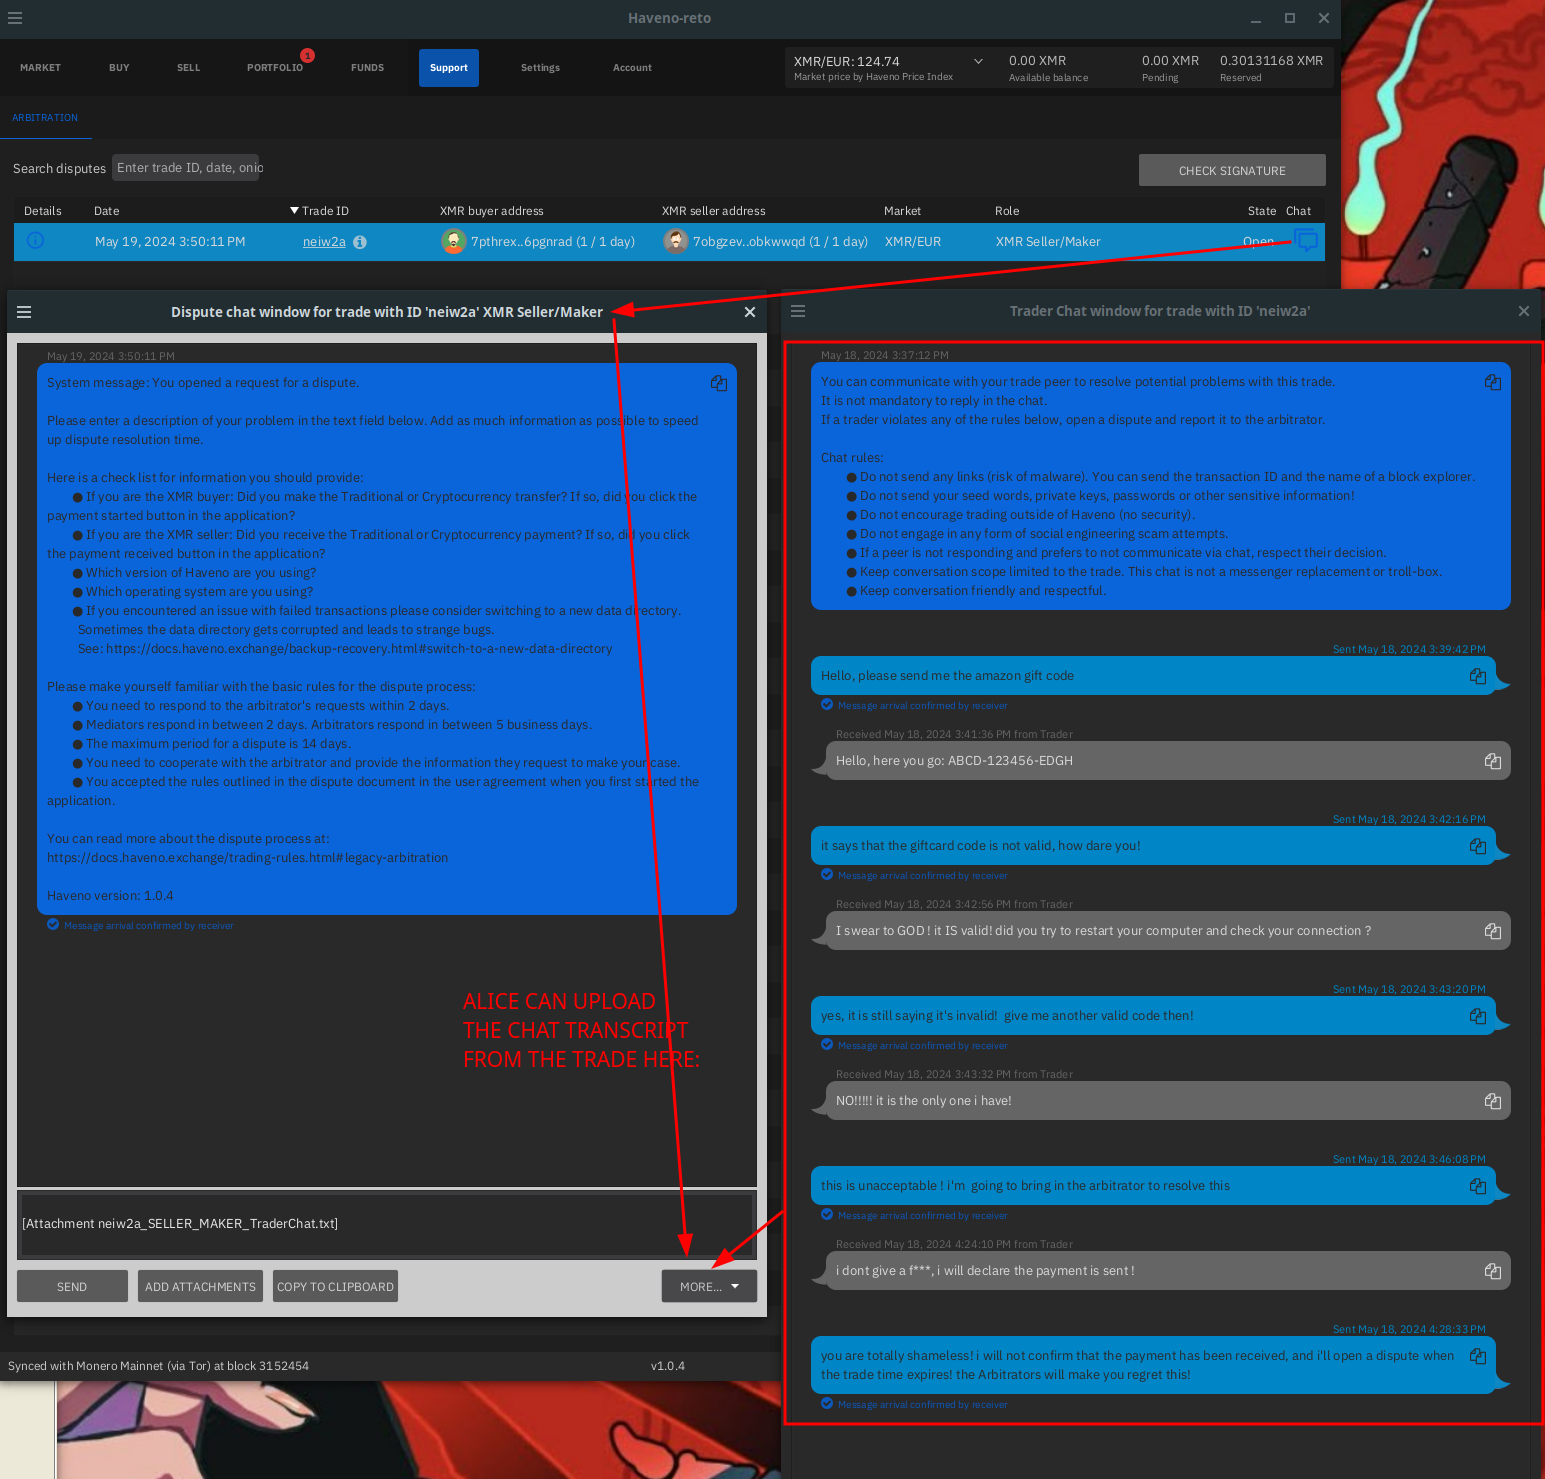 Haveno-reto
MARKET
BUY
SELL
PORTFOLIO
1
FUNDS
Support
Settings
Account
XMR/EUR: 124.74
Market price by Haveno Price Index
0.00 XMR
Available balance
0.00 XMR
Pending
0.30131168 XMR
Reserved
ARBITRATION
Search disputes
Enter trade ID, date, onio
CHECK SIGNATURE
Details Date Trade ID XMR buyer address XMR seller address Market Role State Chat
May 19, 2024 3:50:11 PM neiw2a 7pthrex..6pgnrad (1 / 1 day) 7obgzev..obkwwqd (1 / 1 day) XMR/EUR XMR Seller/Maker Open
Dispute chat window for trade with ID 'neiw2a' XMR Seller/Maker
May 19, 2024 3:50:11 PM
System message: You opened a request for a dispute.
Please enter a description of your problem in the text field below. Add as much information as possible to speed
up dispute resolution time.
Here is a check list for information you should provide:
● If you are the XMR buyer: Did you make the Traditional or Cryptocurrency transfer? If so, did you click the
payment started button in the application?
● If you are the XMR seller: Did you receive the Traditional or Cryptocurrency payment? If so, did you click
the payment received button in the application?
● Which version of Haveno are you using?
● Which operating system are you using?
● If you encountered an issue with failed transactions please consider switching to a new data directory.
Sometimes the data directory gets corrupted and leads to strange bugs.
See: https://docs.haveno.exchange/backup-recovery.html#switch-to-a-new-data-directory
Please make yourself familiar with the basic rules for the dispute process:
● You need to respond to the arbitrator's requests within 2 days.
● Mediators respond in between 2 days. Arbitrators respond in between 5 business days.
● The maximum period for a dispute is 14 days.
● You need to cooperate with the arbitrator and provide the information they request to make your case.
● You accepted the rules outlined in the dispute document in the user agreement when you first started the
application.
You can read more about the dispute process at:
https://docs.haveno.exchange/trading-rules.html#legacy-arbitration
Haveno version: 1.0.4
Message arrival confirmed by receiver
ALICE CAN UPLOAD
THE CHAT TRANSCRIPT
FROM THE TRADE HERE:
[Attachment neiw2a_SELLER_MAKER_TraderChat.txt]
SEND
ADD ATTACHMENTS
COPY TO CLIPBOARD
MORE...
Synced with Monero Mainnet (via Tor) at block 3152454
v1.0.4
Trader Chat window for trade with ID 'neiw2a'
May 18, 2024 3:37:12 PM
You can communicate with your trade peer to resolve potential problems with this trade.
It is not mandatory to reply in the chat.
If a trader violates any of the rules below, open a dispute and report it to the arbitrator.
Chat rules:
● Do not send any links (risk of malware). You can send the transaction ID and the name of a block explorer.
● Do not send your seed words, private keys, passwords or other sensitive information!
● Do not encourage trading outside of Haveno (no security).
● Do not engage in any form of social engineering scam attempts.
● If a peer is not responding and prefers to not communicate via chat, respect their decision.
● Keep conversation scope limited to the trade. This chat is not a messenger replacement or troll-box.
● Keep conversation friendly and respectful.
Sent May 18, 2024 3:39:42 PM
Hello, please send me the amazon gift code
Message arrival confirmed by receiver
Received May 18, 2024 3:41:36 PM from Trader
Hello, here you go: ABCD-123456-EDGH
Sent May 18, 2024 3:42:16 PM
it says that the giftcard code is not valid, how dare you!
Message arrival confirmed by receiver
Received May 18, 2024 3:42:56 PM from Trader
I swear to GOD ! it IS valid! did you try to restart your computer and check your connection ?
Sent May 18, 2024 3:43:20 PM
yes, it is still saying it's invalid! give me another valid code then!
Message arrival confirmed by receiver
Received May 18, 2024 3:43:32 PM from Trader
NO!!!!! it is the only one i have!
Sent May 18, 2024 3:46:08 PM
this is unacceptable ! i'm going to bring in the arbitrator to resolve this
Message arrival confirmed by receiver
Received May 18, 2024 4:24:10 PM from Trader
i dont give a f***, i will declare the payment is sent !
Sent May 18, 2024 4:28:33 PM
you are totally shameless! i will not confirm that the payment has been received, and i'll open a dispute when
the trade time expires! the Arbitrators will make you regret this!
Message arrival confirmed by receiver